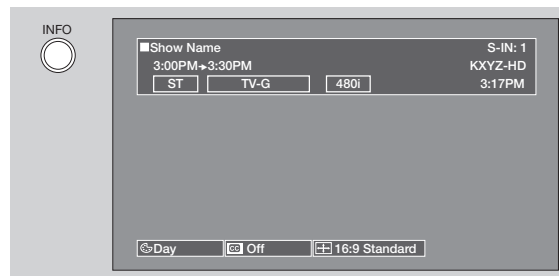 INFO
Show Name S-IN: 1
3:00PM➔3:30PM KXYZ-HD
ST TV-G 480i 3:17PM
Day CC Off 16:9 Standard